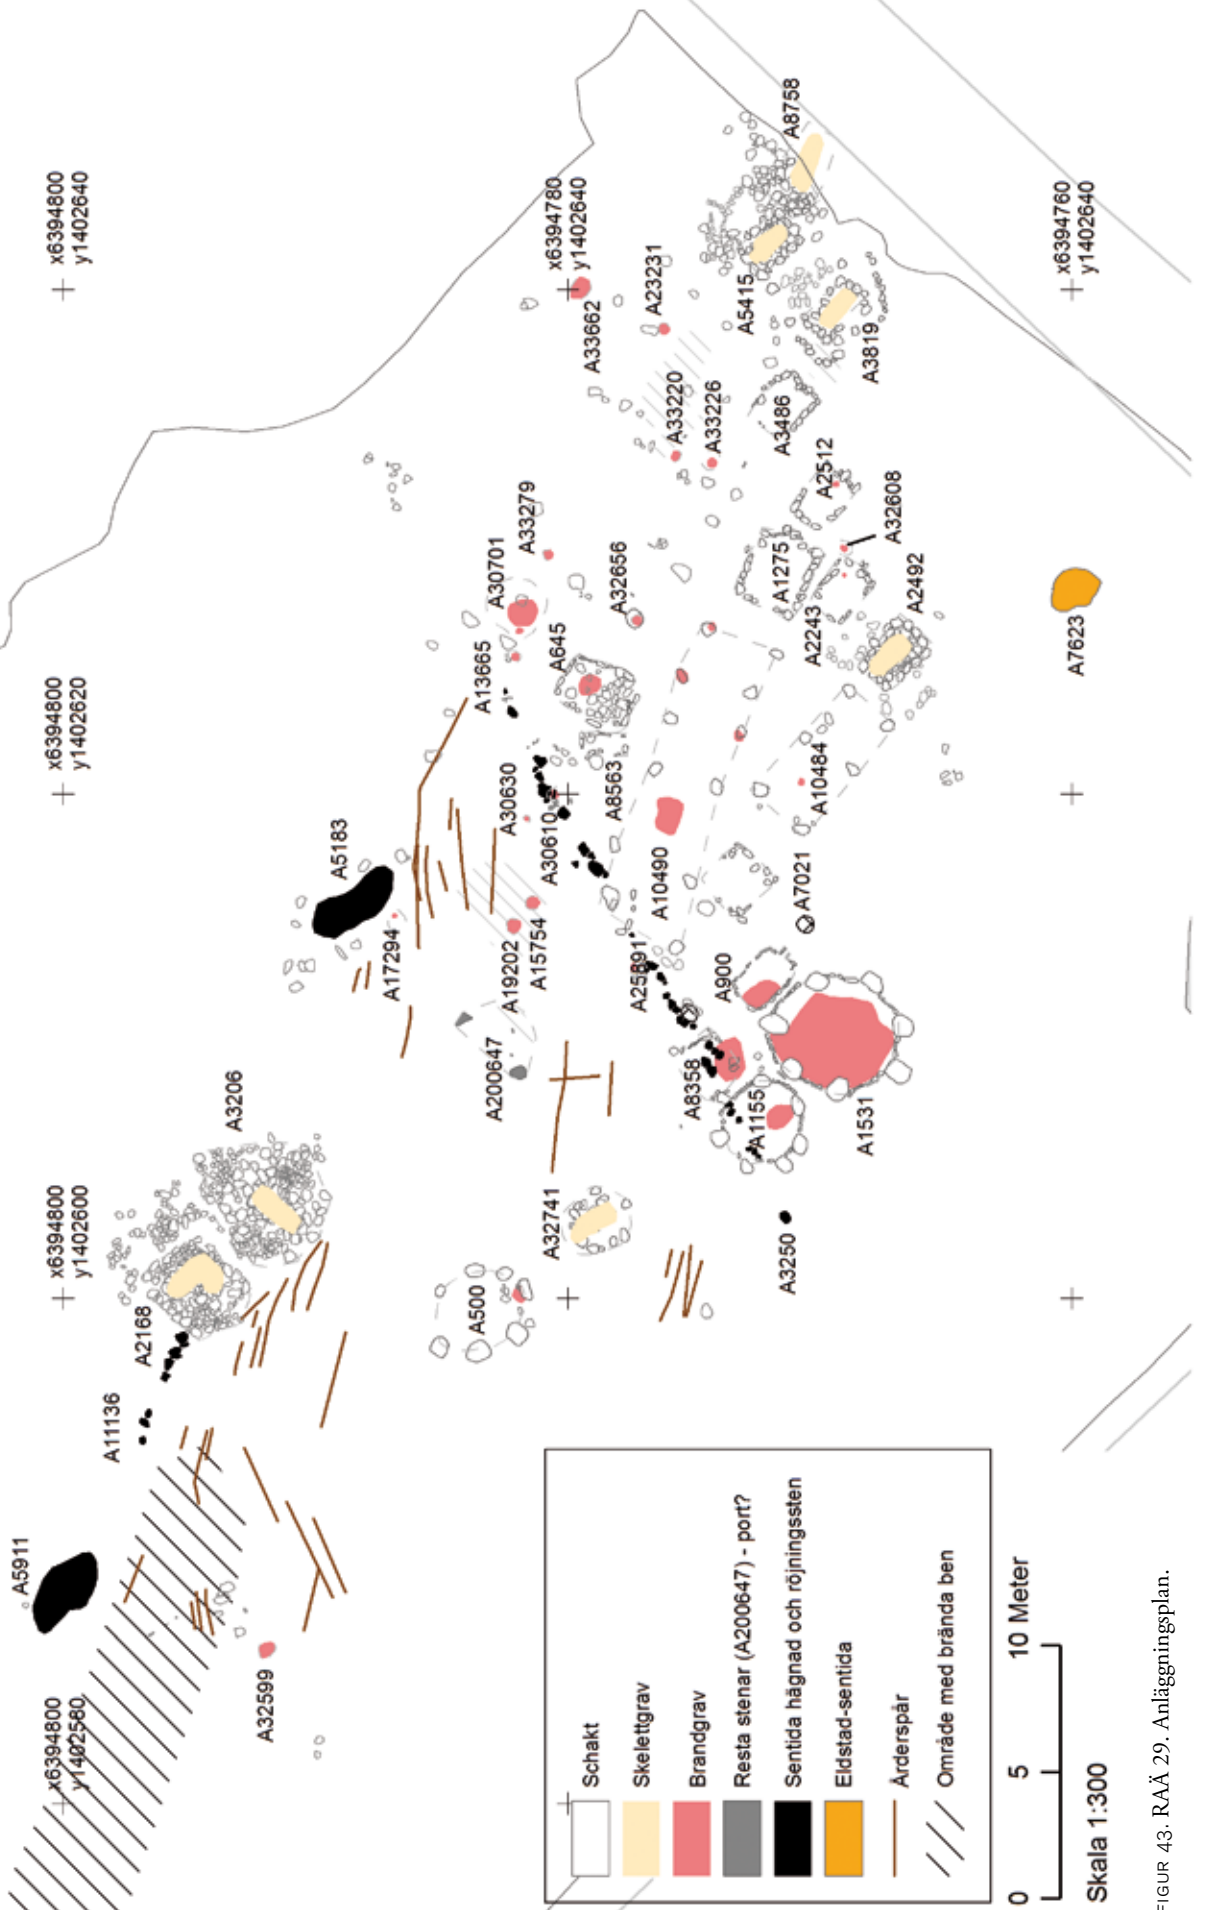 x6394800
y1402640
x6394780
y1402640
x6394760
y1402640
A8758
A23231
A33662
A5415
A3819
A33220
A33226
A3486
A2512
A32608
A33279
A30701
A32656
A1275
A2243
A2492
A7623
x6394800
y1402620
A13665
A645
A30630
A30610
A8563
A10484
A5183
A10490
A7021
A17294
A19202
A15754
A25891
A900
A200647
A8358
A1155
A1531
A3206
x6394800
y1402600
A32741
A3250
A500
A2168
A11136
A5911
A32599
x6394800
y1402580
Schakt
Skelettgrav
Brandgrav
Resta stenar (A200647) - port?
Sentida hägnad och röjningssten
Eldstad-sentida
Årderspår
Område med brända ben
0 5 10 Meter
Skala 1:300
FIGUR 43. RAÄ 29. Anläggningsplan.